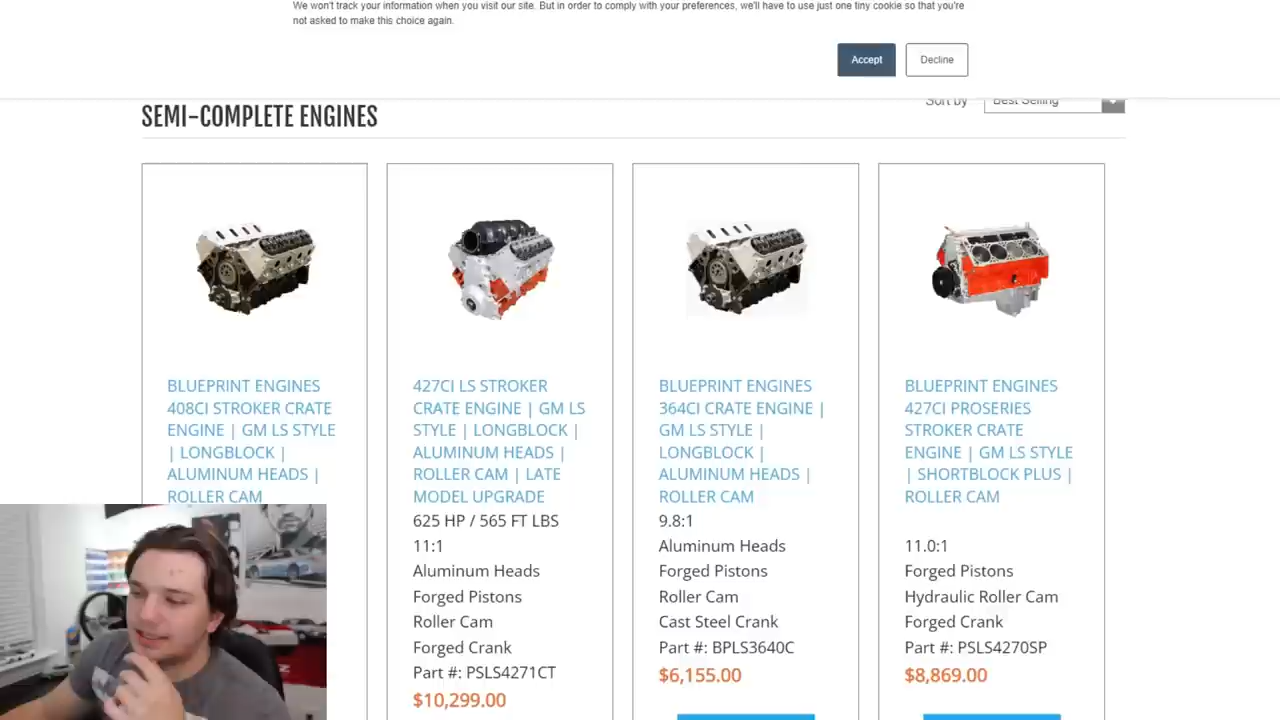 We won't track your information when you visit our site. But in order to comply with your preferences, we'll have to use just one tiny cookie so that you're
not asked to make this choice again.
Accept
Decline
Sort by
Best Selling
SEMI-COMPLETE ENGINES
BLUEPRINT ENGINES
408CI STROKER CRATE
ENGINE | GM LS STYLE
| LONGBLOCK |
ALUMINUM HEADS |
ROLLER CAM
427CI LS STROKER
CRATE ENGINE | GM LS
STYLE | LONGBLOCK |
ALUMINUM HEADS |
ROLLER CAM | LATE
MODEL UPGRADE
625 HP / 565 FT LBS
11:1
Aluminum Heads
Forged Pistons
Roller Cam
Forged Crank
Part #: PSLS4271CT
$10,299.00
BLUEPRINT ENGINES
364CI CRATE ENGINE |
GM LS STYLE |
LONGBLOCK |
ALUMINUM HEADS |
ROLLER CAM
9.8:1
Aluminum Heads
Forged Pistons
Roller Cam
Cast Steel Crank
Part #: BPLS3640C
$6,155.00
BLUEPRINT ENGINES
427CI PROSERIES
STROKER CRATE
ENGINE | GM LS STYLE
| SHORTBLOCK PLUS |
ROLLER CAM
11.0:1
Forged Pistons
Hydraulic Roller Cam
Forged Crank
Part #: PSLS4270SP
$8,869.00